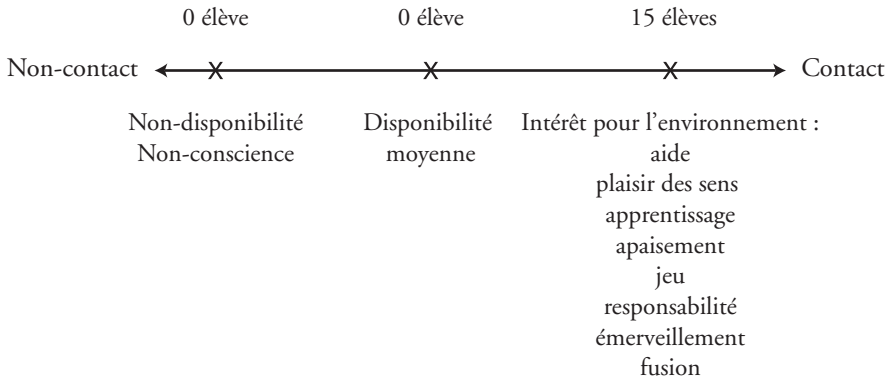 0 élève 0 élève 15 élèves
Non-contact X X X Contact
Non-disponibilité Disponibilité Intérêt pour l'environnement :
Non-conscience moyenne aide
plaisir des sens
apprentissage
apaisement
jeu
responsabilité
émerveillement
fusion